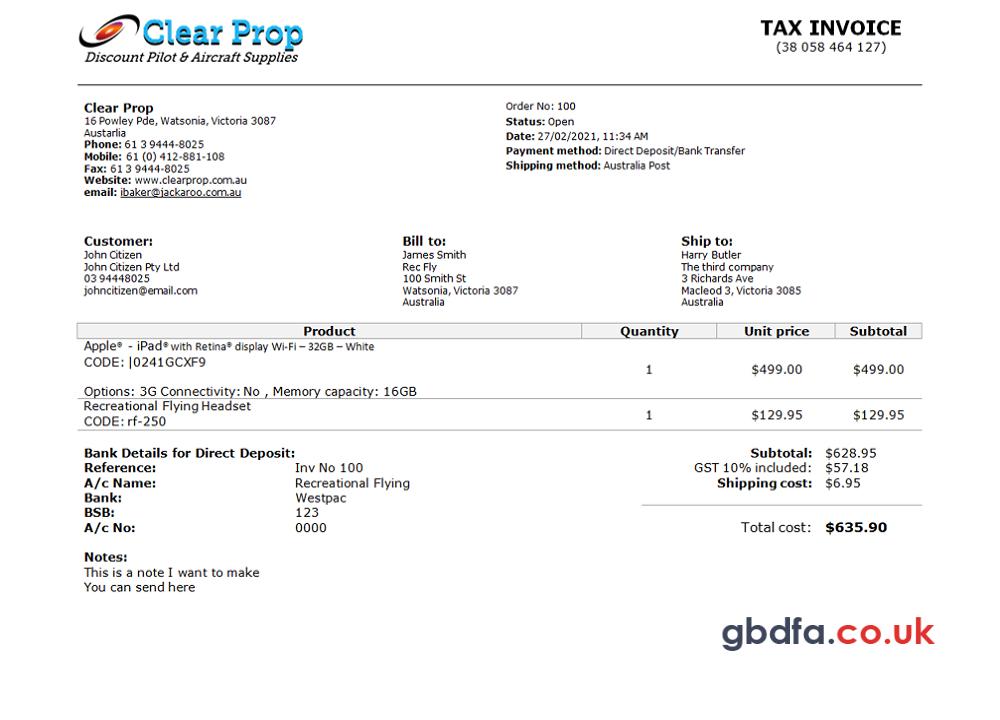 Clear Prop
Discount Pilot & Aircraft Supplies
TAX INVOICE
(38 058 464 127)
Clear Prop
16 Powley Pde, Watsonia, Victoria 3087
Austarlia
Phone: 61 3 9444-8025
Mobile: 61 (0) 412-881-108
Fax: 61 3 9444-8025
Website: www.clearprop.com.au
email: ibaker@jackaroo.com.au
Order No: 100
Status: Open
Date: 27/02/2021, 11:34 AM
Payment method: Direct Deposit/Bank Transfer
Shipping method: Australia Post
Customer:
John Citizen
John Citizen Pty Ltd
03 94448025
johncitizen@email.com
Bill to:
James Smith
Rec Fly
100 Smith St
Watsonia, Victoria 3087
Australia
Ship to:
Harry Butler
The third company
3 Richards Ave
Macleod 3, Victoria 3085
Australia
Product Quantity Unit price Subtotal
Apple® - iPad® with Retina® display Wi-Fi – 32GB – White
CODE: |0241GCXF9
1 $499.00 $499.00
Options: 3G Connectivity: No , Memory capacity: 16GB
Recreational Flying Headset
CODE: rf-250
1 $129.95 $129.95
Bank Details for Direct Deposit:
Reference: Inv No 100
A/c Name: Recreational Flying
Bank: Westpac
BSB: 123
A/c No: 0000
Subtotal: $628.95
GST 10% included: $57.18
Shipping cost: $6.95
Total cost: $635.90
Notes:
This is a note I want to make
You can send here
gbdfa.co.uk